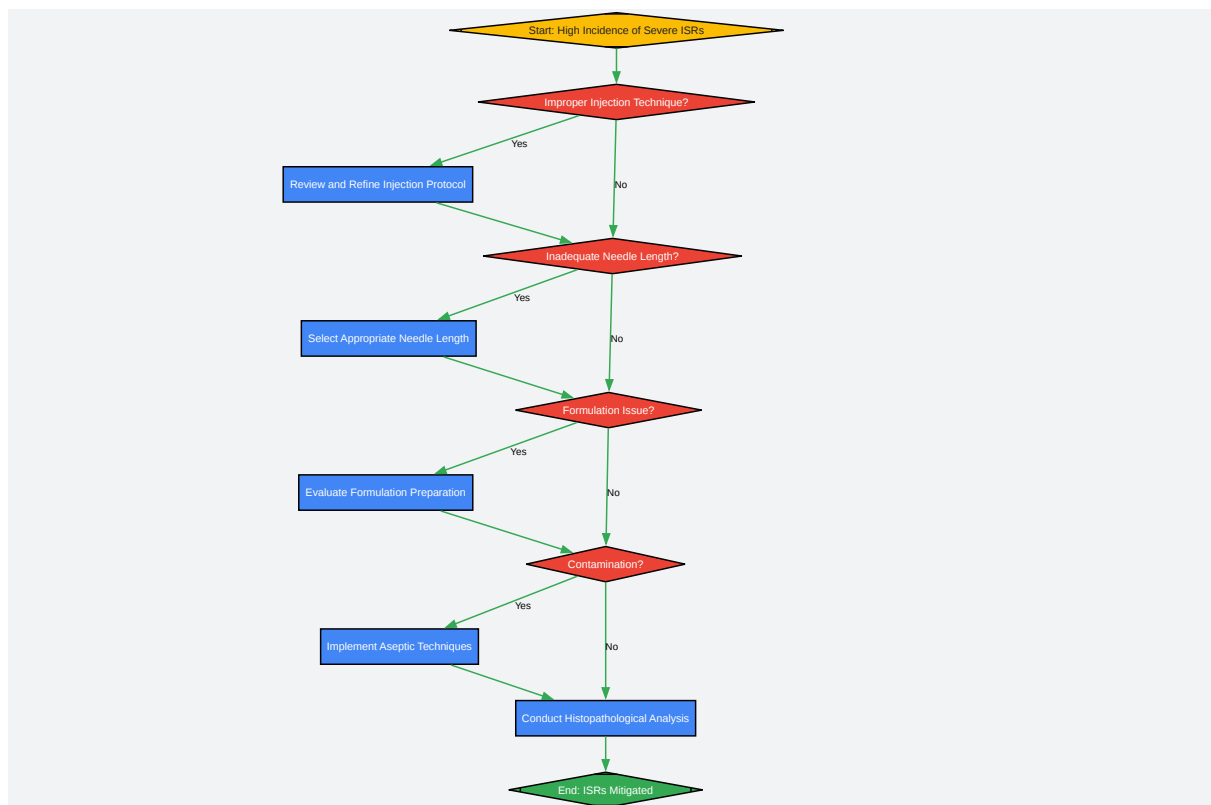 Start: High Incidence of Severe ISRs
Improper Injection Technique?
Yes
Review and Refine Injection Protocol
No
Inadequate Needle Length?
Yes
Select Appropriate Needle Length
No
Formulation Issue?
Yes
Evaluate Formulation Preparation
No
Contamination?
Yes
Implement Aseptic Techniques
No
Conduct Histopathological Analysis
End: ISRs Mitigated